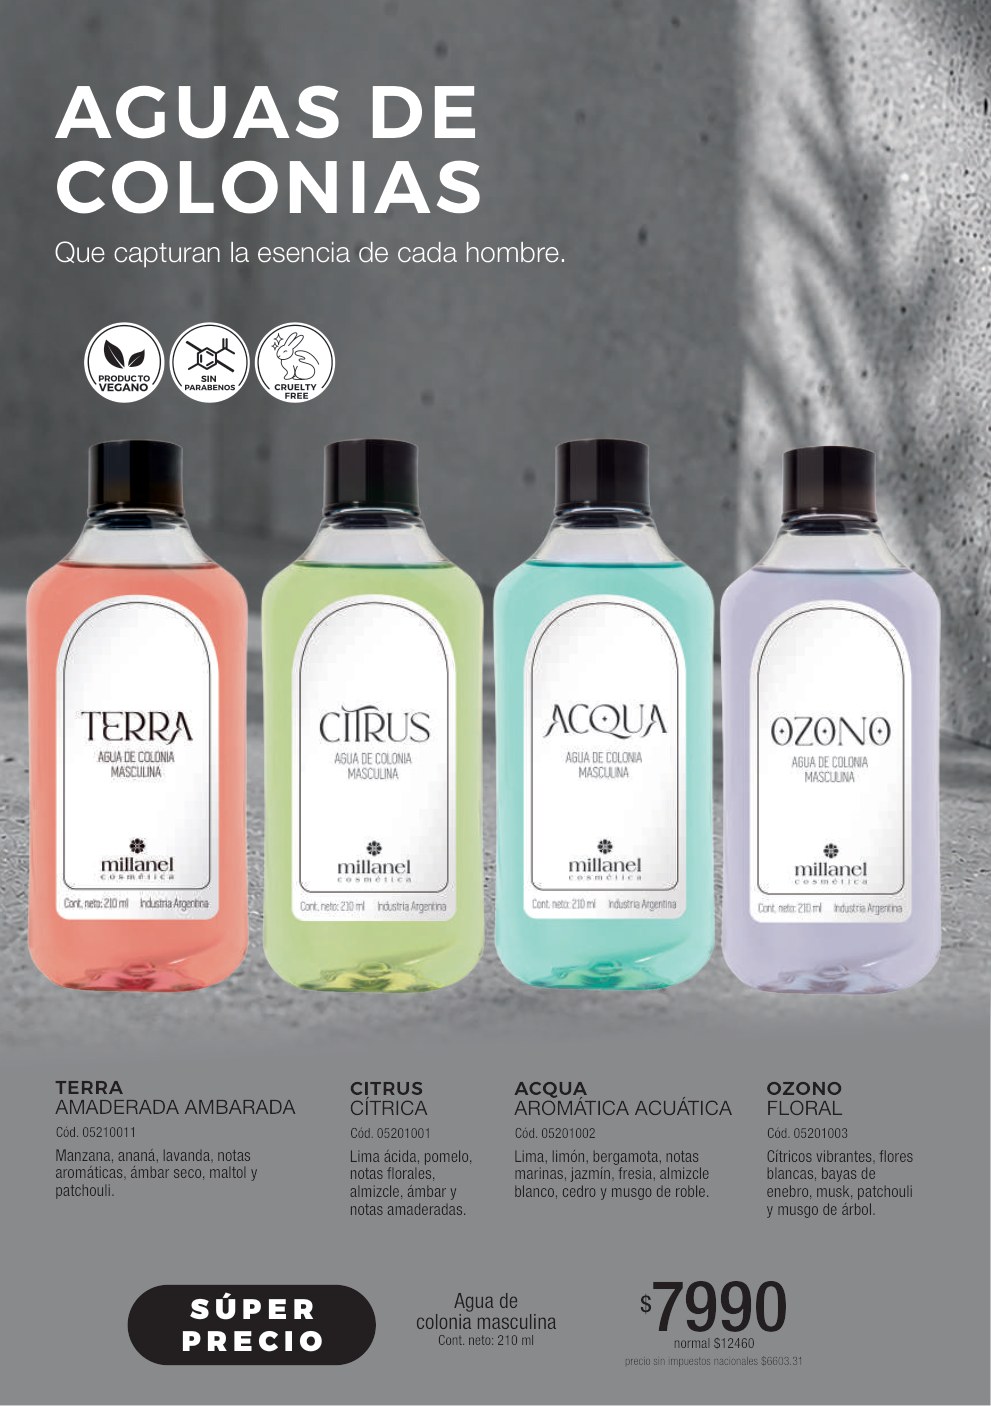 AGUAS DE
COLONIAS
Que capturan la esencia de cada hombre.
PRODUCTO
VEGANO
SIN
PARABENOS
CRUELTY
FREE
TERRA
AGUA DE COLONIA
MASCULINA
millanel
cosmética
Cont. neto: 210 ml Industria Argentina
CITRUS
AGUA DE COLONIA
MASCULINA
millanel
cosmética
Cont. neto: 210 ml Industria Argentina
ACQUA
AGUA DE COLONIA
MASCULINA
millanel
cosmética
Cont. neto: 210 ml Industria Argentina
OZONO
AGUA DE COLONIA
MASCULINA
millanel
cosmética
Cont. neto: 210 ml Industria Argentina
TERRA
AMADERADA AMBARADA
Cód. 05210011
Manzana, ananá, lavanda, notas
aromáticas, ámbar seco, maltol y
patchouli.
CITRUS
CÍTRICA
Cód. 05201001
Lima ácida, pomelo,
notas florales,
almizcle, ámbar y
notas amaderadas.
ACQUA
AROMÁTICA ACUÁTICA
Cód. 05201002
Lima, limón, bergamota, notas
marinas, jazmín, fresia, almizcle
blanco, cedro y musgo de roble.
OZONO
FLORAL
Cód. 05201003
Cítricos vibrantes, flores
blancas, bayas de
enebro, musk, patchouli
y musgo de árbol.
SÚPER
PRECIO
Agua de
colonia masculina
Cont. neto: 210 ml
$7990
normal $12460
precio sin impuestos nacionales $6603.31